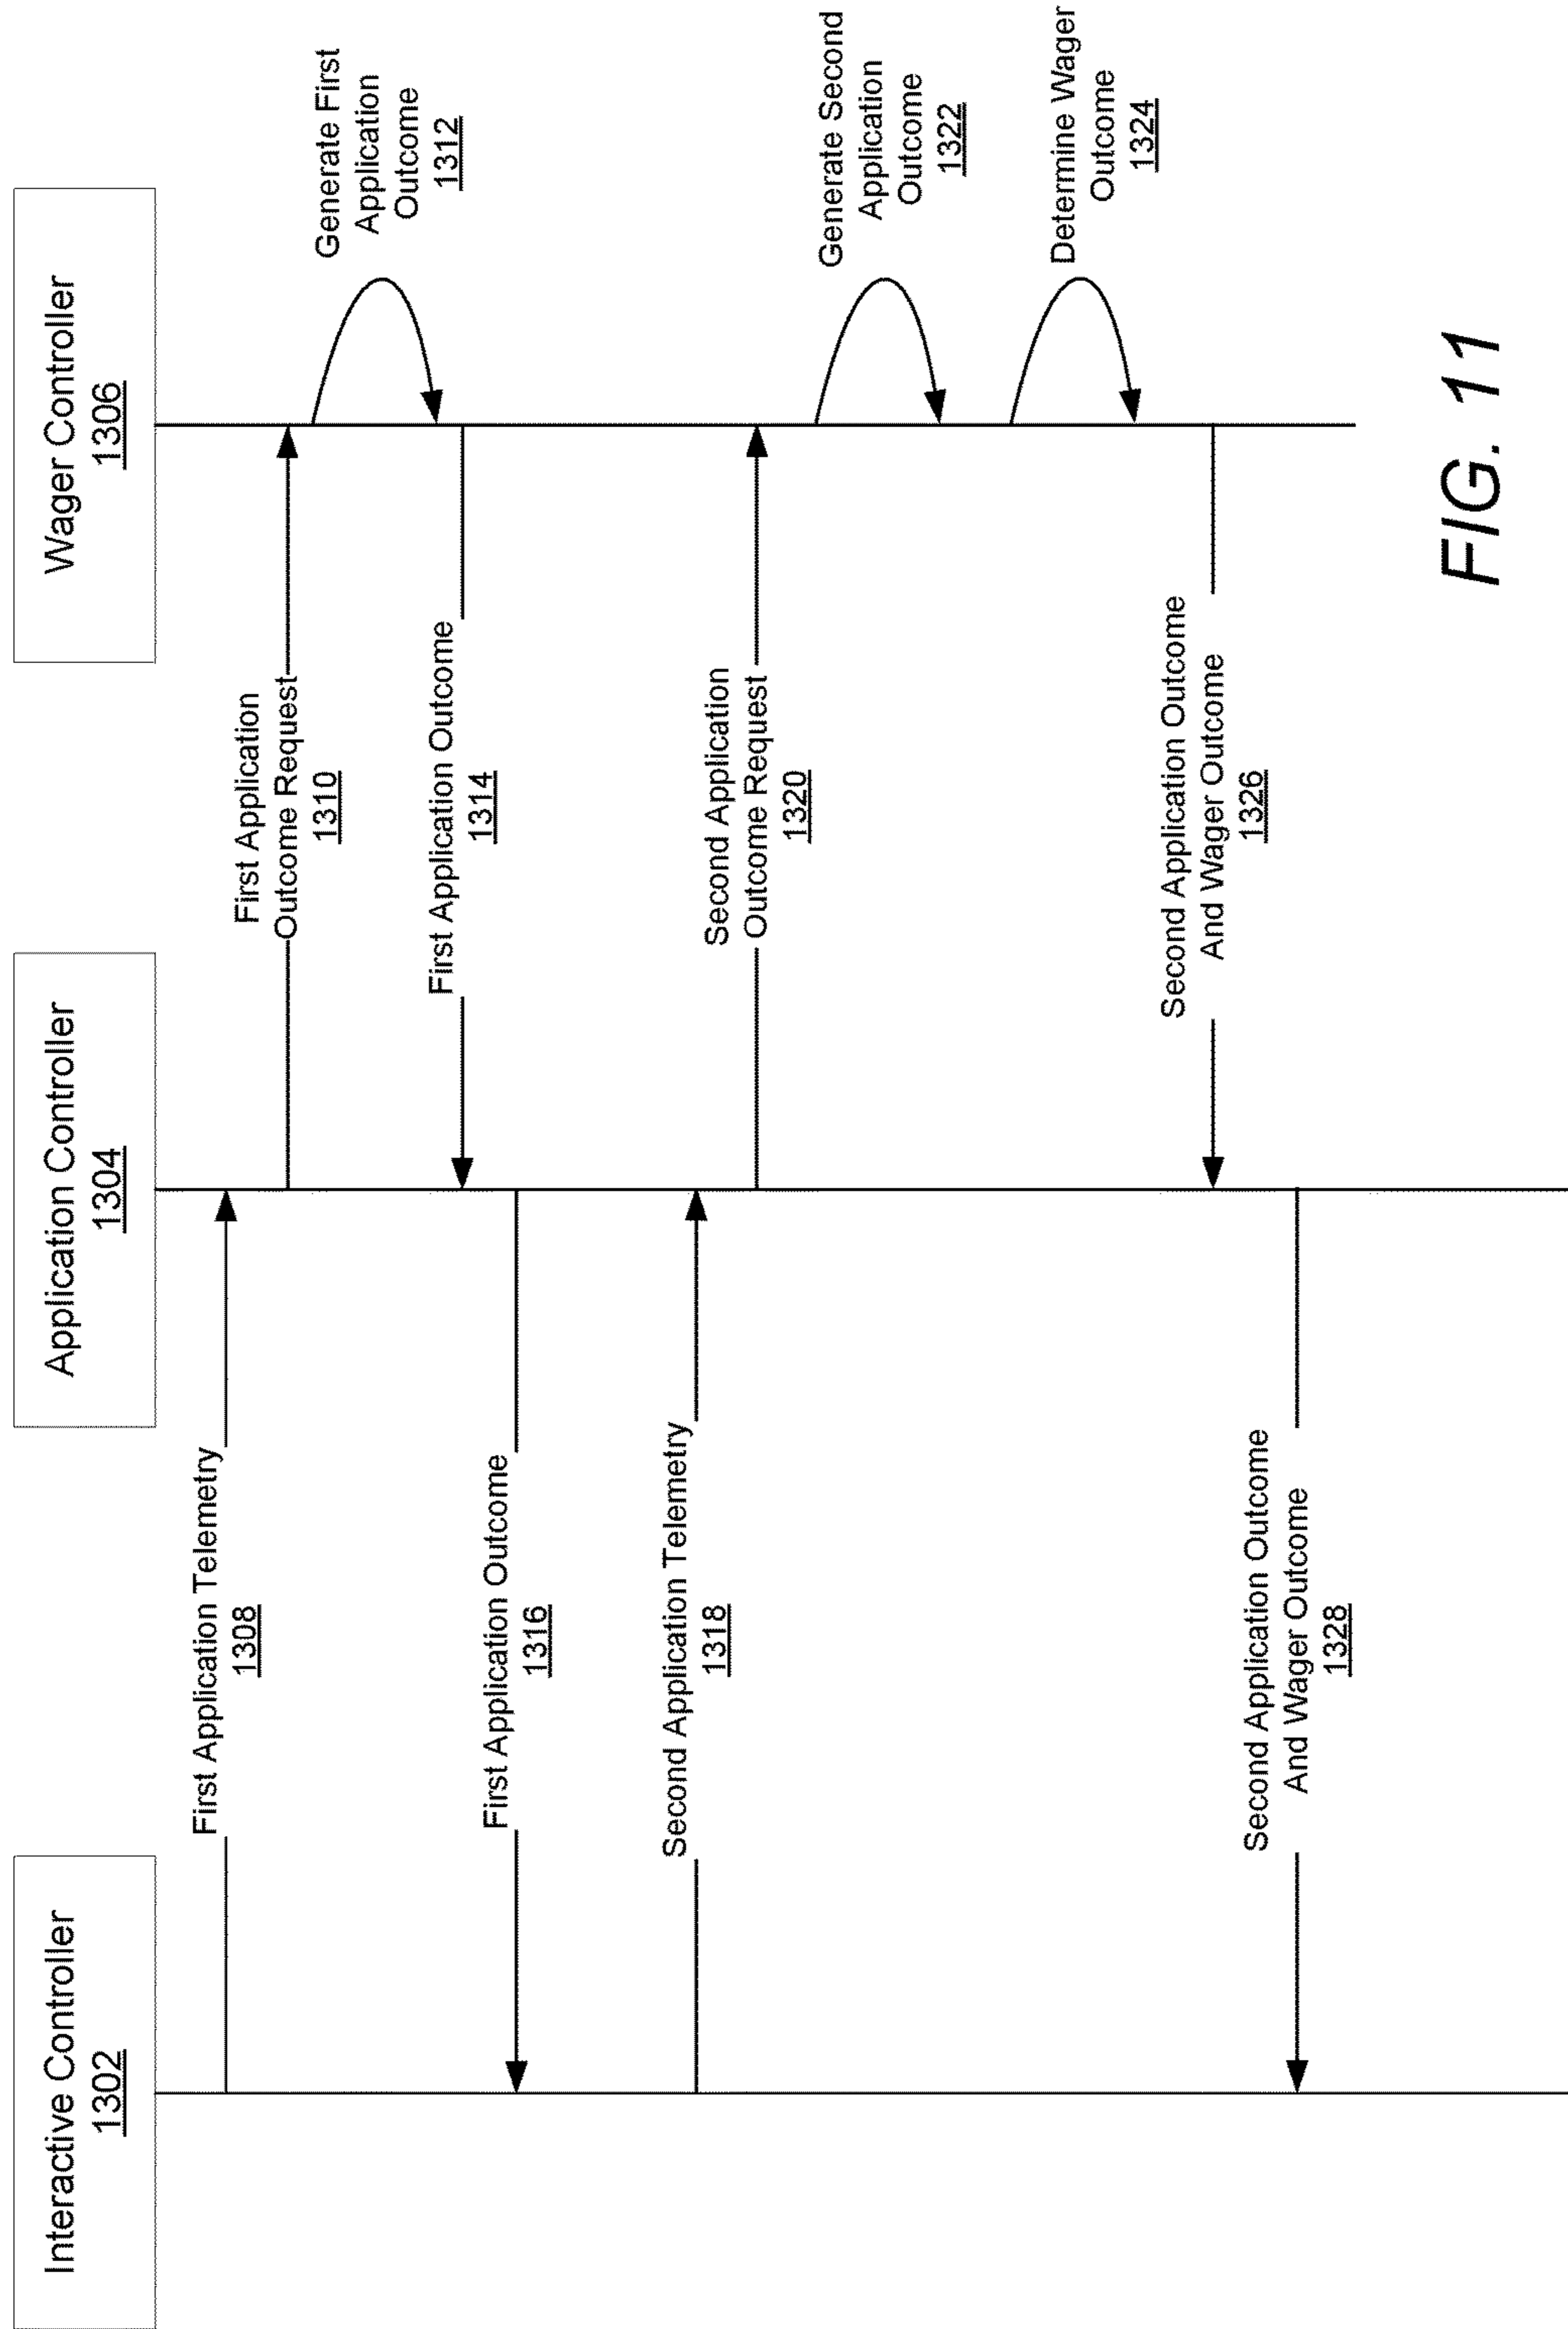 Interactive Controller
1302
Application Controller
1304
Wager Controller
1306
First Application Telemetry
1308
First Application
Outcome Request
1310
Generate First
Application
Outcome
1312
First Application Outcome
1314
First Application Outcome
1316
Second Application Telemetry
1318
Second Application
Outcome Request
1320
Generate Second
Application
Outcome
1322
Determine Wager
Outcome
1324
Second Application Outcome
And Wager Outcome
1326
Second Application Outcome
And Wager Outcome
1328
FIG. 11